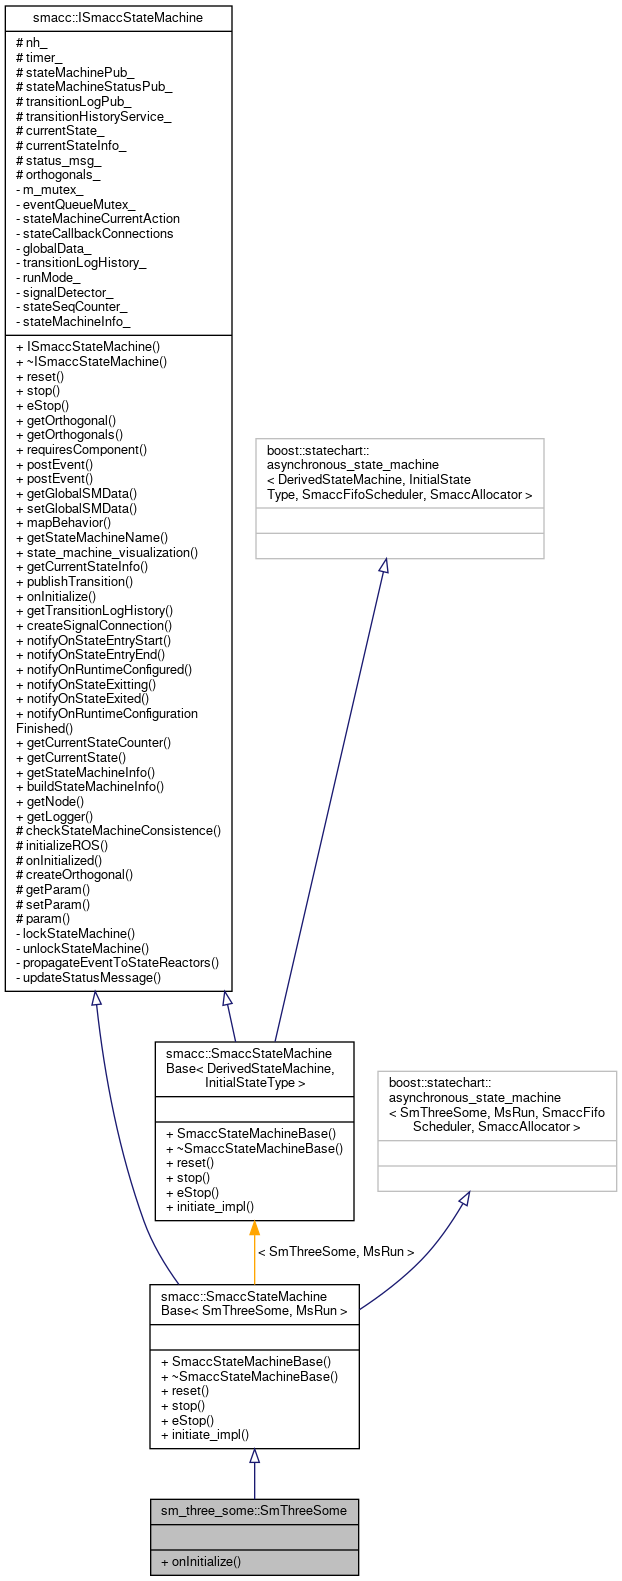 smacc::ISmaccStateMachine
# nh_
# timer_
# stateMachinePub_
# stateMachineStatusPub_
# transitionLogPub_
# transitionHistoryService_
# currentState_
# currentStateInfo_
# status_msg_
# orthogonals_
- m_mutex_
- eventQueueMutex_
- stateMachineCurrentAction
- stateCallbackConnections
- globalData_
- transitionLogHistory_
- runMode_
- signalDetector_
- stateSeqCounter_
- stateMachineInfo_
+ ISmaccStateMachine()
+ ~ISmaccStateMachine()
+ reset()
+ stop()
+ eStop()
+ getOrthogonal()
+ getOrthogonals()
+ requiresComponent()
+ postEvent()
+ postEvent()
+ getGlobalSMData()
+ setGlobalSMData()
+ mapBehavior()
+ getStateMachineName()
+ state_machine_visualization()
+ getCurrentStateInfo()
+ publishTransition()
+ onInitialize()
+ getTransitionLogHistory()
+ createSignalConnection()
+ notifyOnStateEntryStart()
+ notifyOnStateEntryEnd()
+ notifyOnRuntimeConfigured()
+ notifyOnStateExitting()
+ notifyOnStateExited()
+ notifyOnRuntimeConfiguration
Finished()
+ getCurrentStateCounter()
+ getCurrentState()
+ getStateMachineInfo()
+ buildStateMachineInfo()
+ getNode()
+ getLogger()
# checkStateMachineConsistence()
# initializeROS()
# onInitialized()
# createOrthogonal()
# getParam()
# setParam()
# param()
- lockStateMachine()
- unlockStateMachine()
- propagateEventToStateReactors()
- updateStatusMessage()
boost::statechart::
asynchronous_state_machine
< DerivedStateMachine, InitialState
Type, SmaccFifoScheduler, SmaccAllocator >
smacc::SmaccStateMachine
Base< DerivedStateMachine,
InitialStateType >
+ SmaccStateMachineBase()
+ ~SmaccStateMachineBase()
+ reset()
+ stop()
+ eStop()
+ initiate_impl()
boost::statechart::
asynchronous_state_machine
< SmThreeSome, MsRun, SmaccFifo
Scheduler, SmaccAllocator >
< SmThreeSome, MsRun >
smacc::SmaccStateMachine
Base< SmThreeSome, MsRun >
+ SmaccStateMachineBase()
+ ~SmaccStateMachineBase()
+ reset()
+ stop()
+ eStop()
+ initiate_impl()
sm_three_some::SmThreeSome
+ onInitialize()